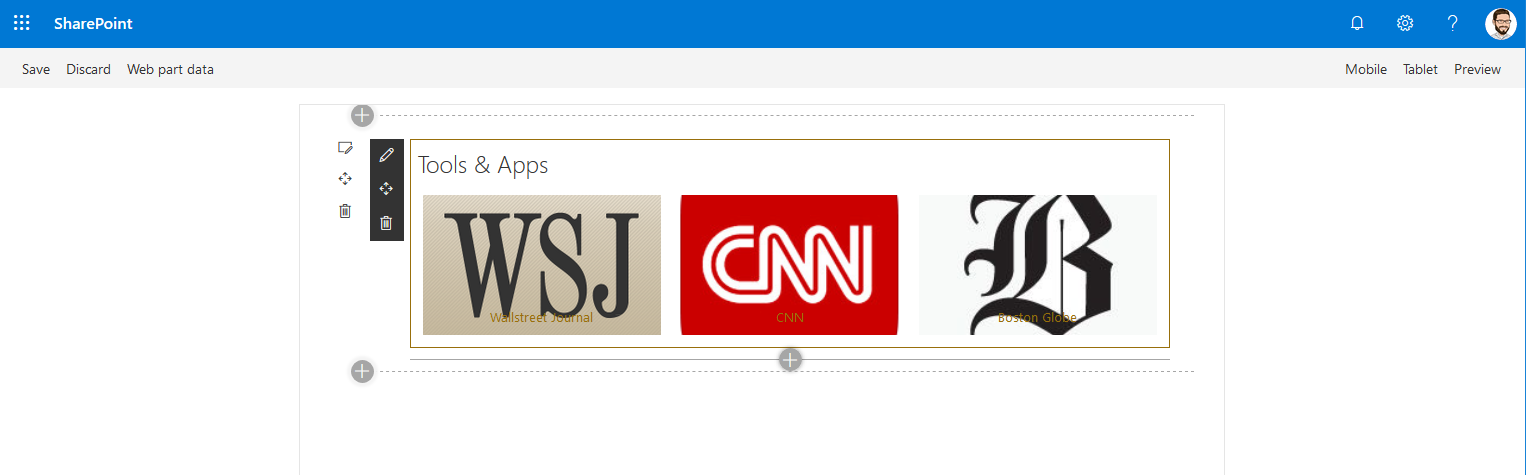 SharePoint
Save Discard Web part data Mobile Tablet Preview
Tools & Apps
WSJ
Wallstreet Journal
CNN
CNN
B
Boston Globe